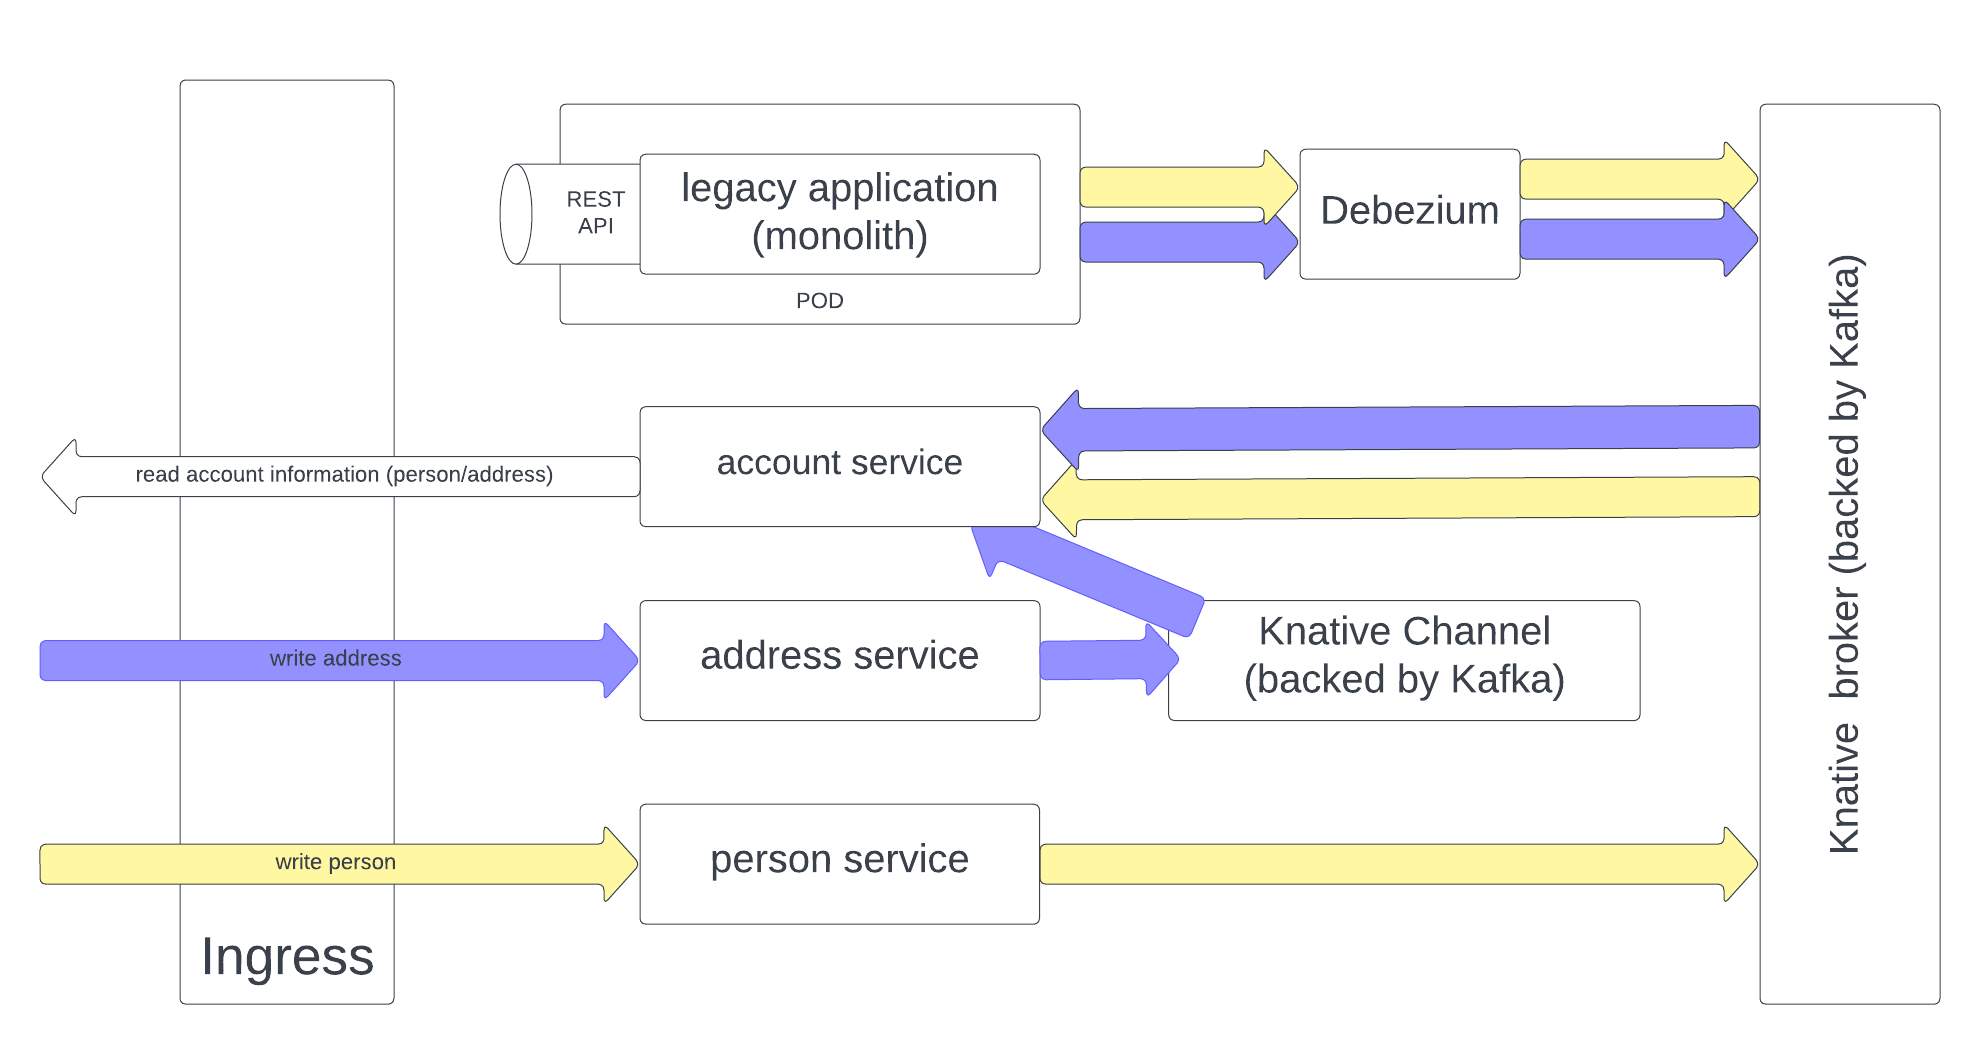 REST
API
legacy application
(monolith)
POD
Debezium
Knative broker (backed by Kafka)
account service
read account information (person/address)
write address
address service
Knative Channel
(backed by Kafka)
write person
person service
Ingress